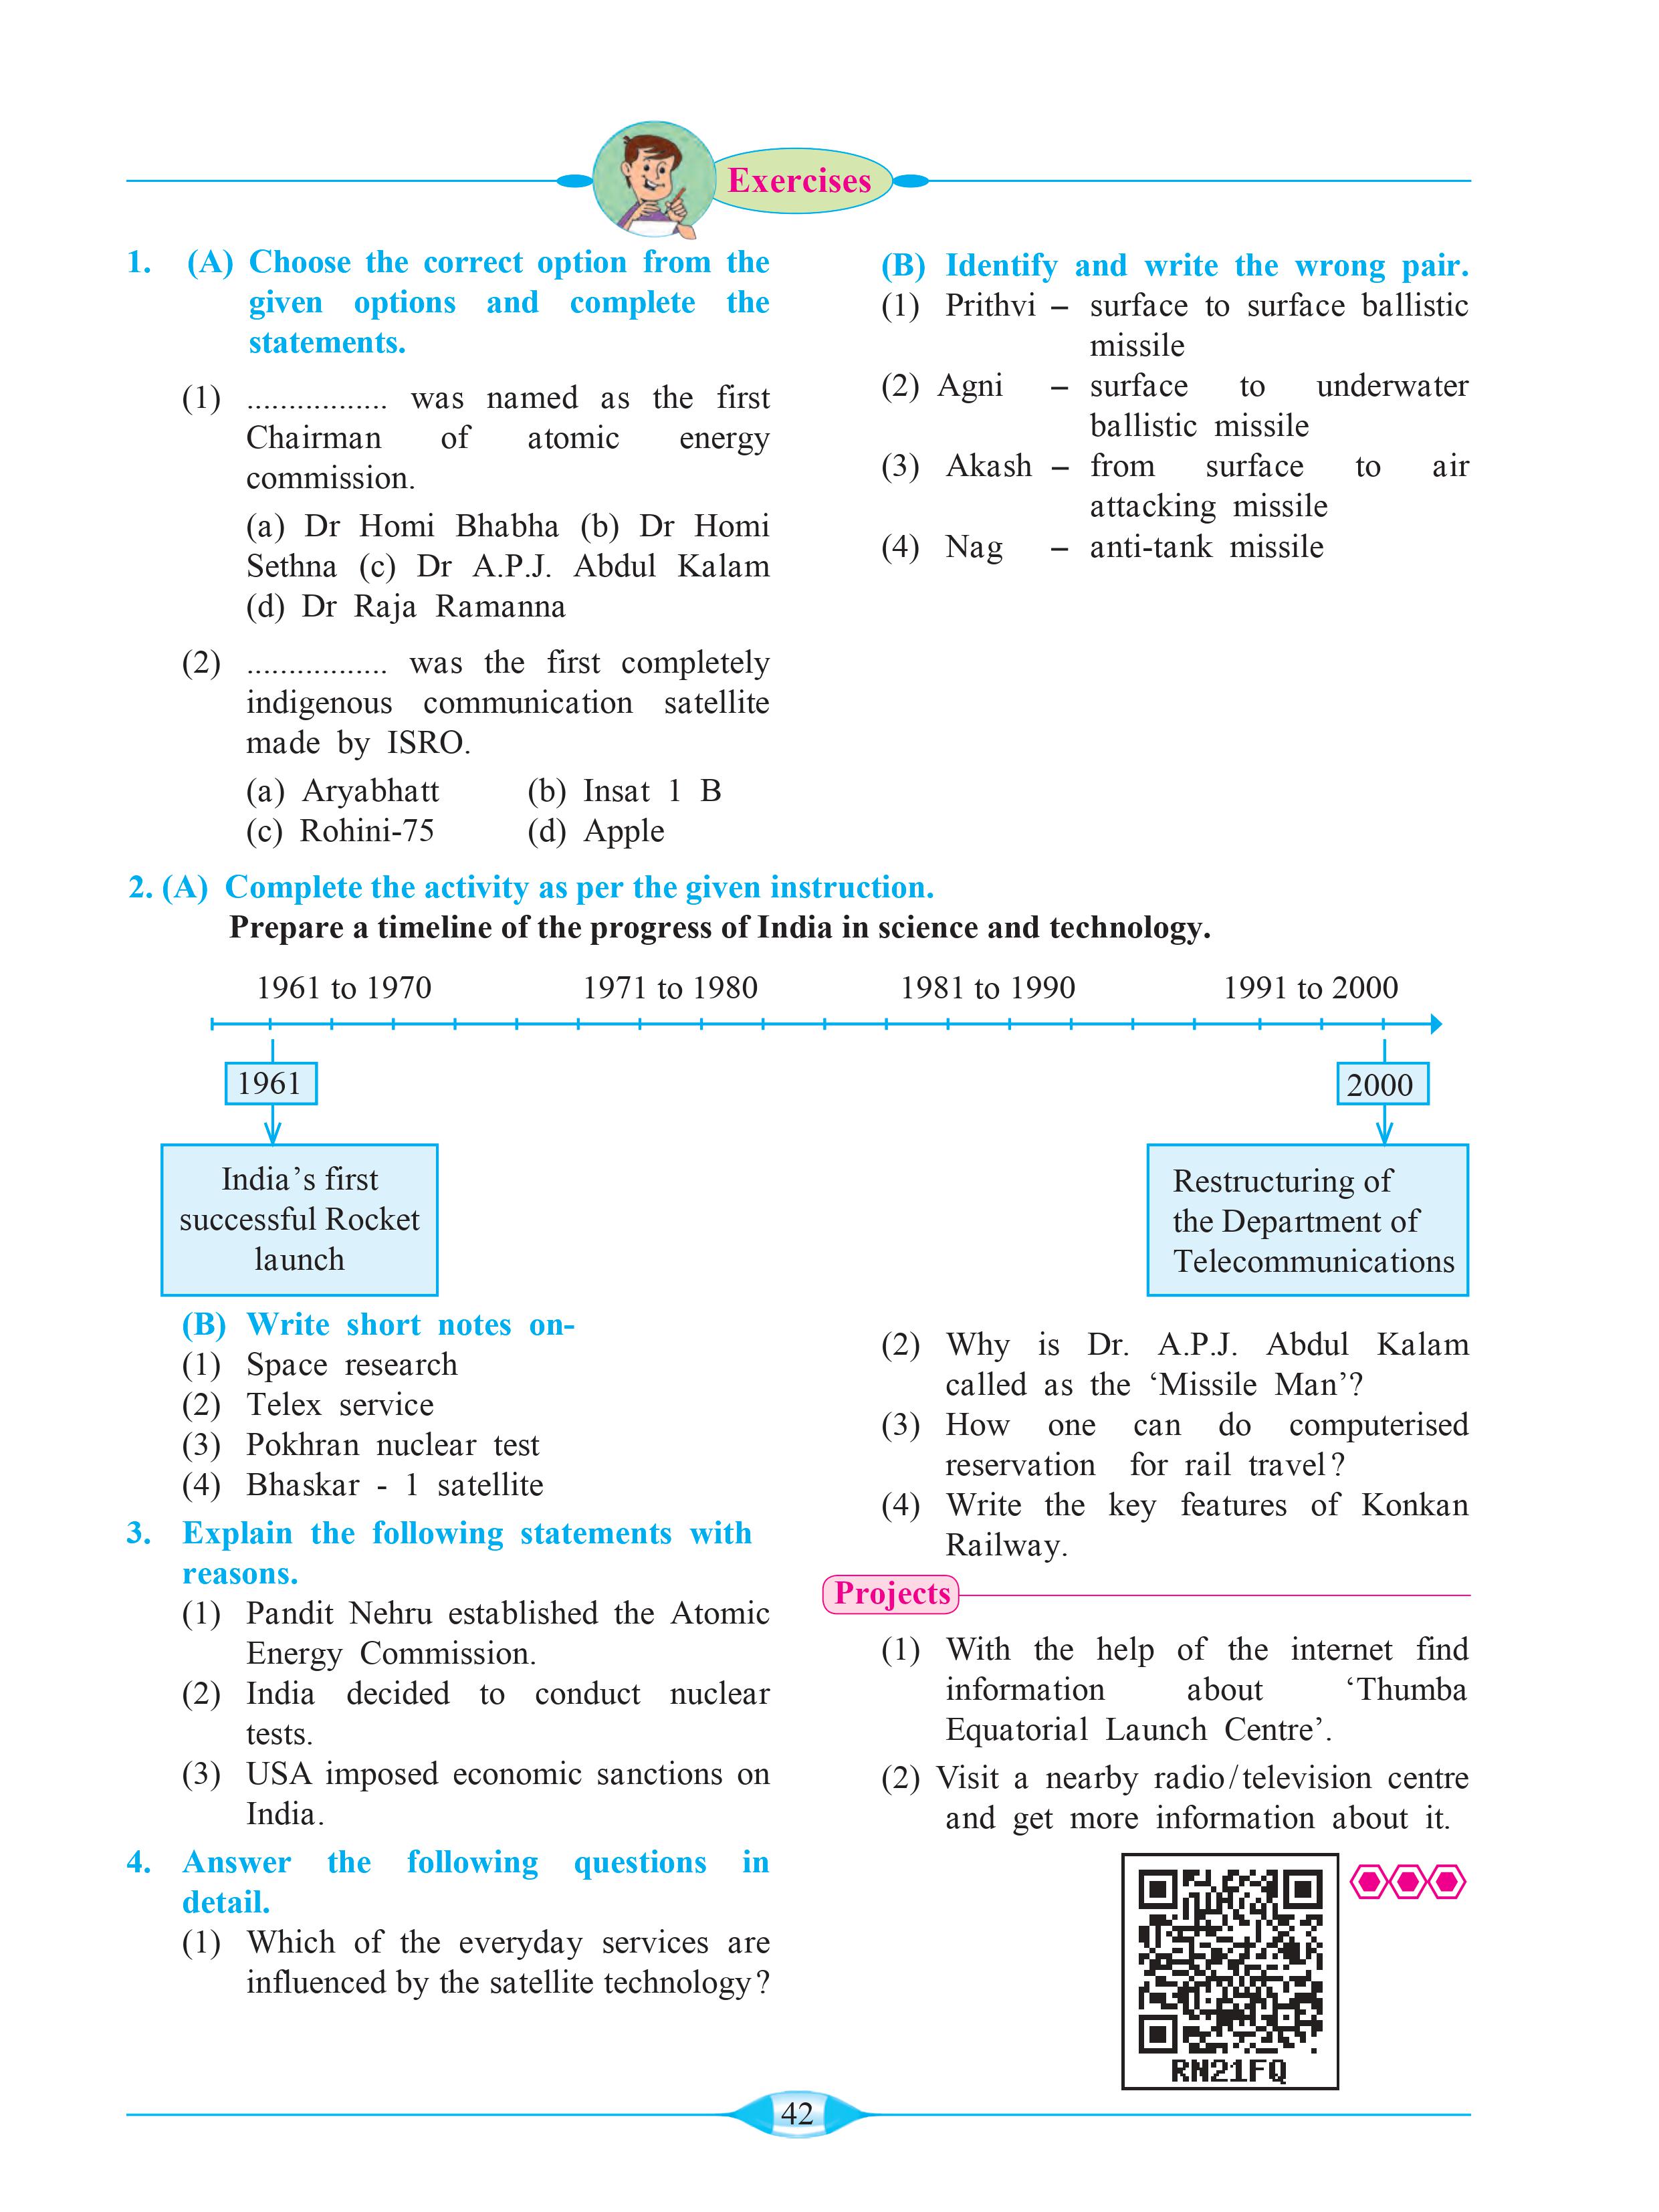 Exercises
1. (A) Choose the correct option from the
given options and complete the
statements.
(1) ................. was named as the first
Chairman of atomic energy
commission.
(a) Dr Homi Bhabha (b) Dr Homi
Sethna (c) Dr A.P.J. Abdul Kalam
(d) Dr Raja Ramanna
(2) ................. was the first completely
indigenous communication satellite
made by ISRO.
(a) Aryabhatt (b) Insat 1 B
(c) Rohini-75 (d) Apple
(B) Identify and write the wrong pair.
(1) Prithvi – surface to surface ballistic
missile
(2) Agni – surface to underwater
ballistic missile
(3) Akash – from surface to air
attacking missile
(4) Nag – anti-tank missile
2. (A) Complete the activity as per the given instruction.
Prepare a timeline of the progress of India in science and technology.
1961 to 1970 1971 to 1980 1981 to 1990 1991 to 2000
1961
India’s first
successful Rocket
launch
2000
Restructuring of
the Department of
Telecommunications
(B) Write short notes on-
(1) Space research
(2) Telex service
(3) Pokhran nuclear test
(4) Bhaskar - 1 satellite
3. Explain the following statements with
reasons.
(1) Pandit Nehru established the Atomic
Energy Commission.
(2) India decided to conduct nuclear
tests.
(3) USA imposed economic sanctions on
India.
4. Answer the following questions in
detail.
(1) Which of the everyday services are
influenced by the satellite technology?
(2) Why is Dr. A.P.J. Abdul Kalam
called as the ‘Missile Man’?
(3) How one can do computerised
reservation for rail travel?
(4) Write the key features of Konkan
Railway.
Projects
(1) With the help of the internet find
information about ‘Thumba
Equatorial Launch Centre’.
(2) Visit a nearby radio/television centre
and get more information about it.
RN21FQ
42